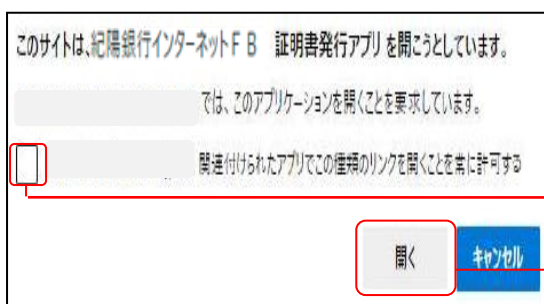 このサイトは、紀陽銀行インターネットＦＢ　証明書発行アプリ を開こうとしています。
では、このアプリケーションを開くことを要求しています。
関連付けられたアプリでこの種類のリンクを開くことを常に許可する
開く
キャンセル